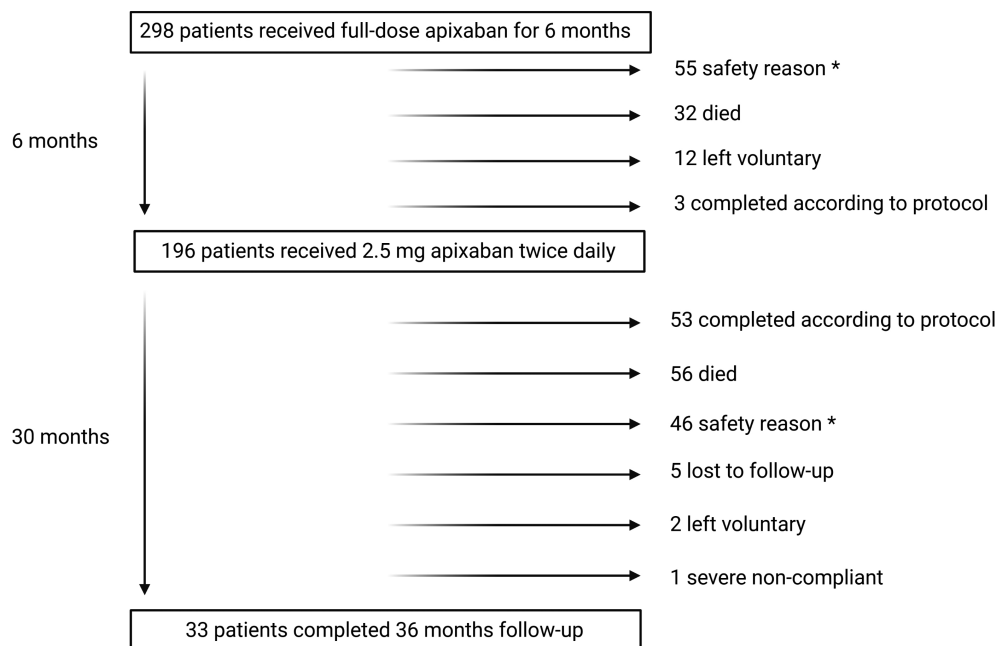 298 patients received full-dose apixaban for 6 months
55 safety reason *
32 died
6 months
12 left voluntary
3 completed according to protocol
196 patients received 2.5 mg apixaban twice daily
53 completed according to protocol
56 died
46 safety reason *
30 months
5 lost to follow-up
2 left voluntary
1 severe non-compliant
33 patients completed 36 months follow-up